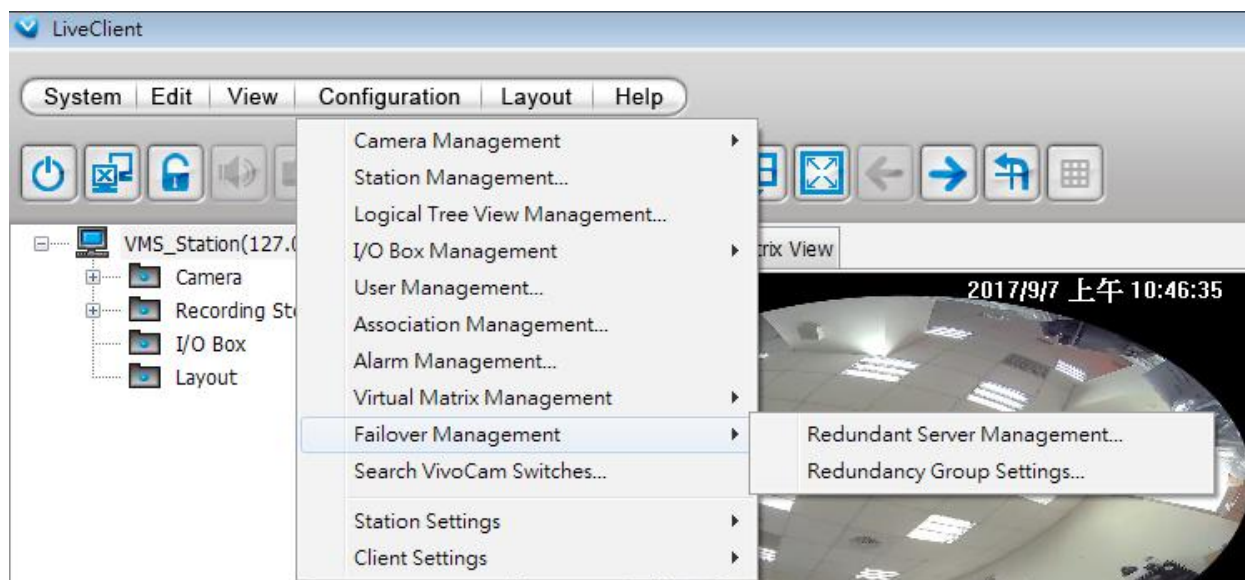 LiveClient
System Edit View Configuration Layout Help
Camera Management
Station Management...
Logical Tree View Management...
I/O Box Management
User Management...
Association Management...
Alarm Management...
Virtual Matrix Management
Failover Management
Search VivoCam Switches...
Station Settings
Client Settings
Redundant Server Management...
Redundancy Group Settings...
VMS_Station(127.0
Camera
Recording St
I/O Box
Layout
View
2017/9/7 上午 10:46:35